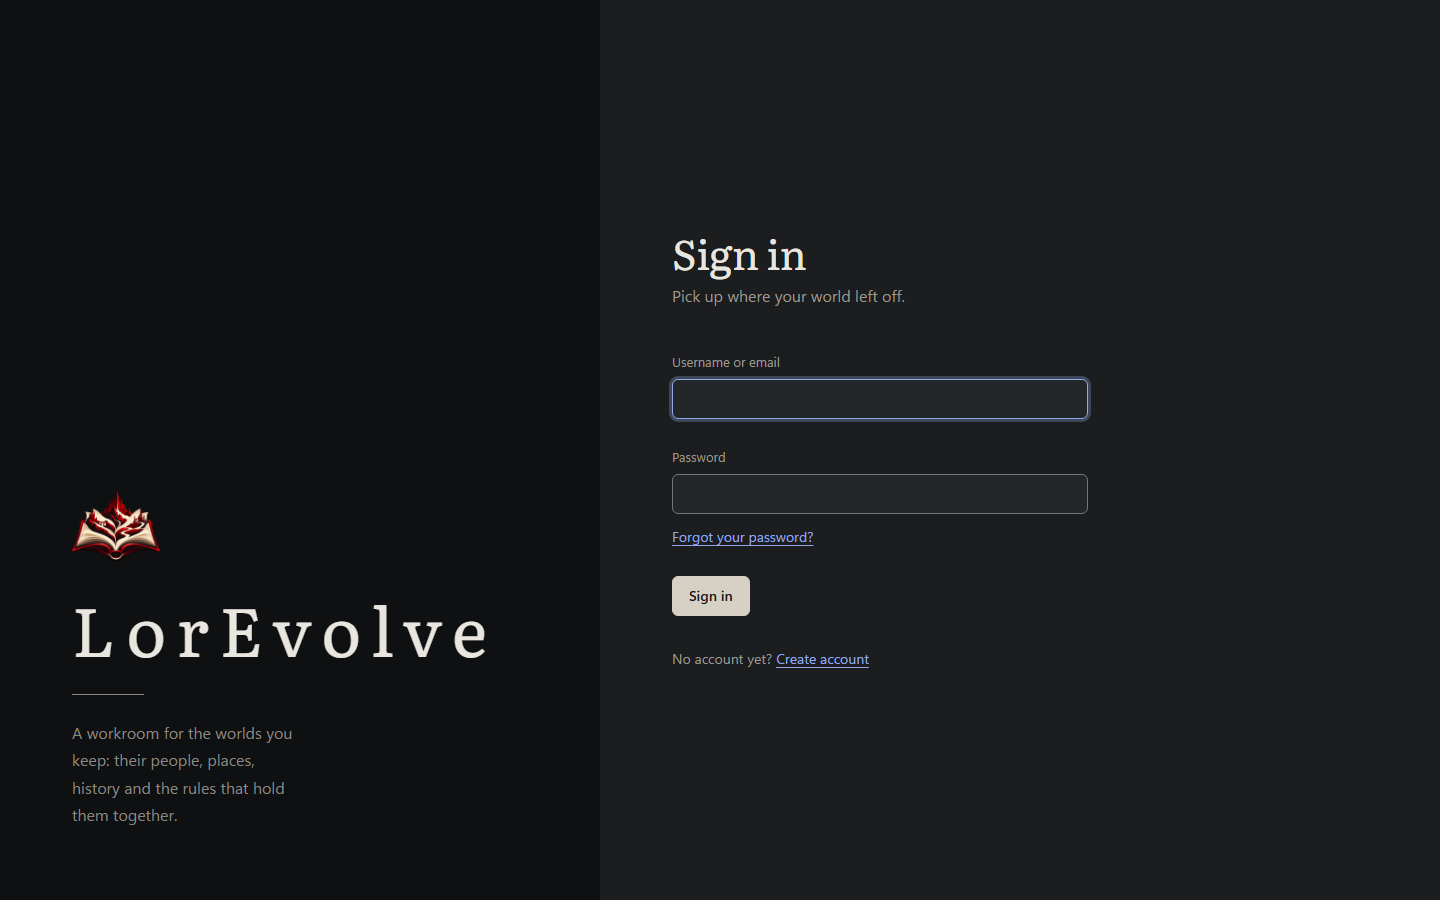 LorEvolve
A workroom for the worlds you
keep: their people, places,
history and the rules that hold
them together.
Sign in
Pick up where your world left off.
Username or email
Password
Forgot your password?
Sign in
No account yet? Create account